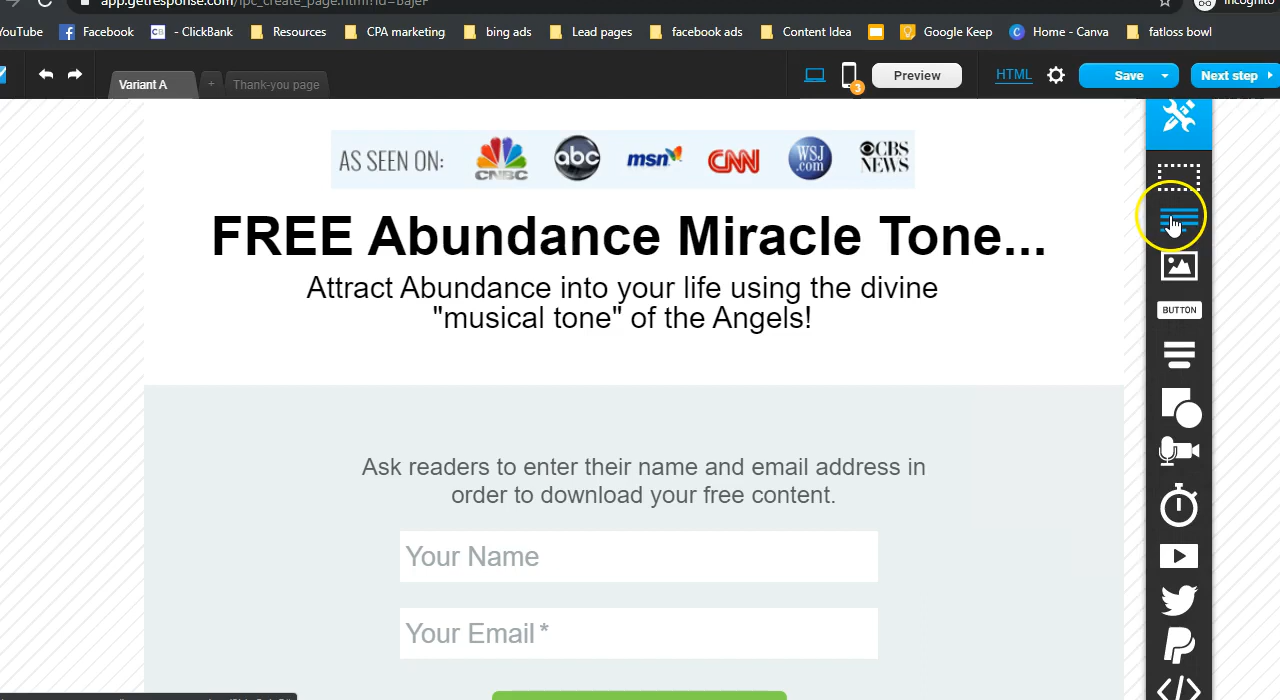 app.getresponse.com/lpc_create_page.html?id=BajeF
Incognito
YouTube Facebook CB - ClickBank Resources CPA marketing bing ads Lead pages facebook ads Content Idea Google Keep C Home - Canva fatloss bowl
Variant A + Thank-you page 3 Preview HTML Save Next step
AS SEEN ON: CNBC abc msn CNN WSJ .com CBS NEWS
FREE Abundance Miracle Tone...
Attract Abundance into your life using the divine
"musical tone" of the Angels!
BUTTON
Ask readers to enter their name and email address in
order to download your free content.
Your Name
Your Email *